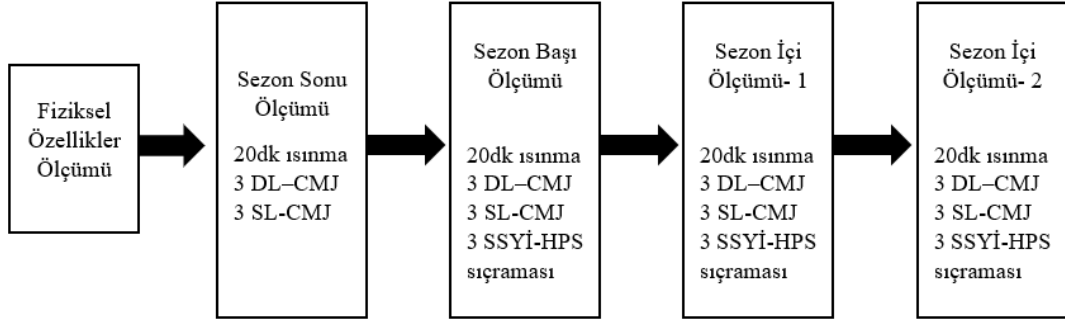 Fiziksel
Özellikler
Ölçümü
Sezon Sonu
Ölçümü
20dk ısınma
3 DL–CMJ
3 SL-CMJ
Sezon Başı
Ölçümü
20dk ısınma
3 DL–CMJ
3 SL-CMJ
3 SSYİ-HPS
sıçraması
Sezon İçi
Ölçümü- 1
20dk ısınma
3 DL–CMJ
3 SL-CMJ
3 SSYİ-HPS
sıçraması
Sezon İçi
Ölçümü- 2
20dk ısınma
3 DL–CMJ
3 SL-CMJ
3 SSYİ-HPS
sıçraması